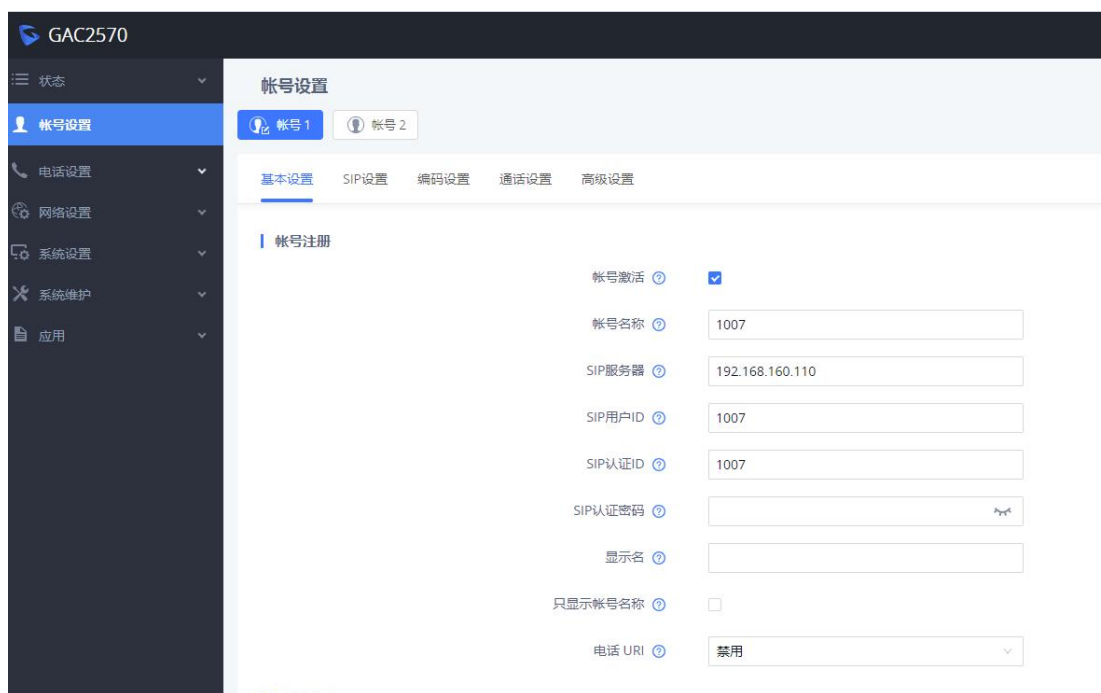 GAC2570
状态
帐号设置
电话设置
网络设置
系统设置
系统维护
应用
帐号设置
帐号 1 帐号 2
基本设置 SIP设置 编码设置 通话设置 高级设置
帐号注册
帐号激活
帐号名称 1007
SIP服务器 192.168.160.110
SIP用户ID 1007
SIP认证ID 1007
SIP认证密码
显示名
只显示帐号名称
电话 URI 禁用